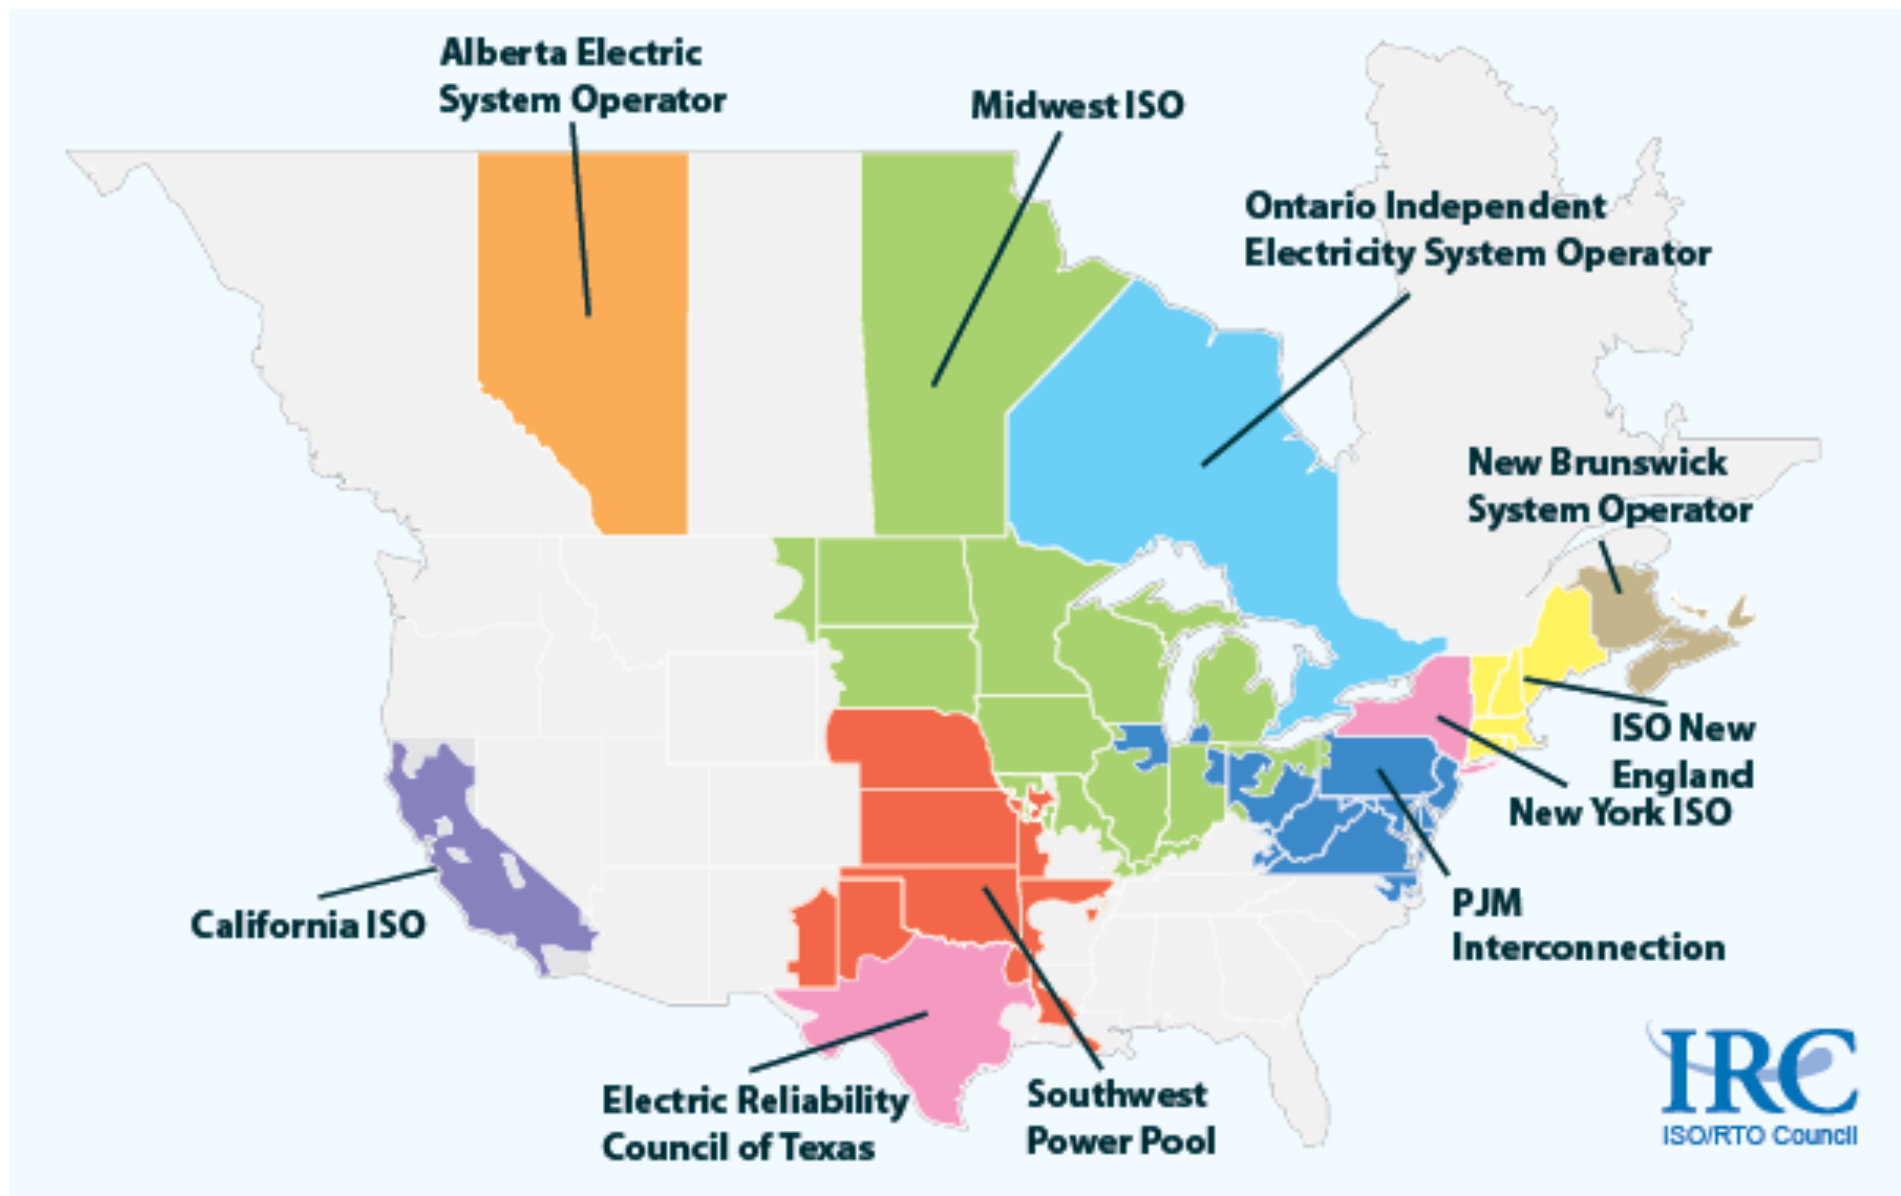 Alberta Electric
System Operator
Midwest ISO
Ontario Independent
Electricity System Operator
New Brunswick
System Operator
ISO New
England
New York ISO
PJM
Interconnection
California ISO
Electric Reliability
Council of Texas
Southwest
Power Pool
IRC
ISO/RTO Council